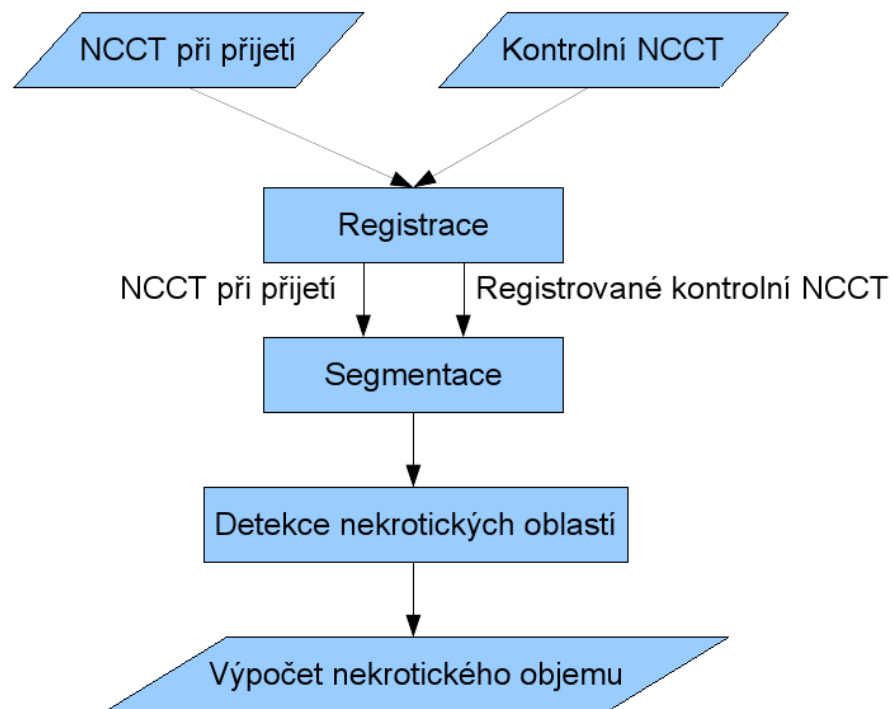 NCCT při přijetí
Kontrolní NCCT
Registrace
NCCT při přijetí
Registrované kontrolní NCCT
Segmentace
Detekce nekrotických oblastí
Výpočet nekrotického objemu